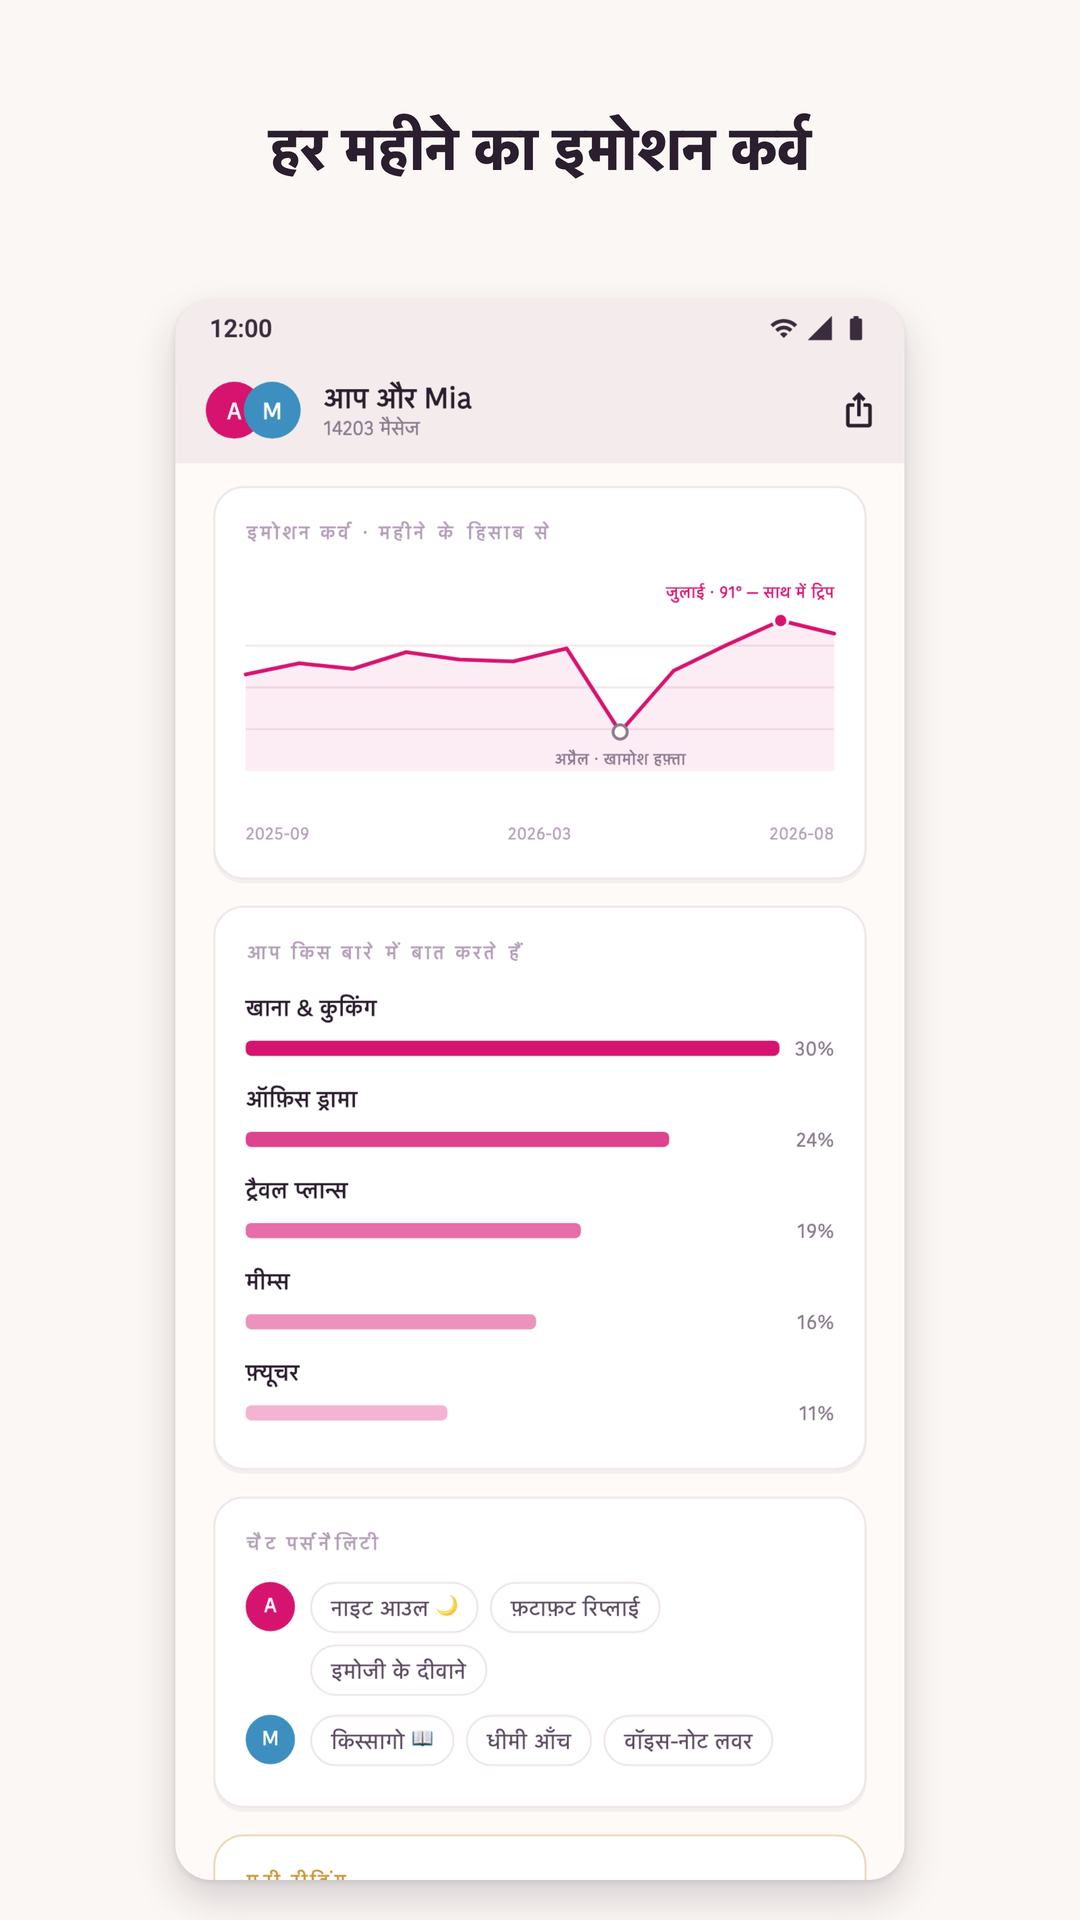 हर महीने का इमोशन कर्व
12:00
A M
आप और Mia
14203 मैसेज
इमोशन कर्व · महीने के हिसाब से
जुलाई · 91° – साथ में ट्रिप
अप्रैल · खामोश हफ़्ता
2025-09 2026-03 2026-08
आप किस बारे में बात करते हैं
खाना & कुकिंग
30%
ऑफ़िस ड्रामा
24%
ट्रैवल प्लान्स
19%
मीम्स
16%
फ़्यूचर
11%
चैट पर्सनैलिटी
A नाइट आउल 🌙 फ़टाफ़ट रिप्लाई
इमोजी के दीवाने
M किस्सागो 📖 धीमी आँच वॉइस-नोट लवर